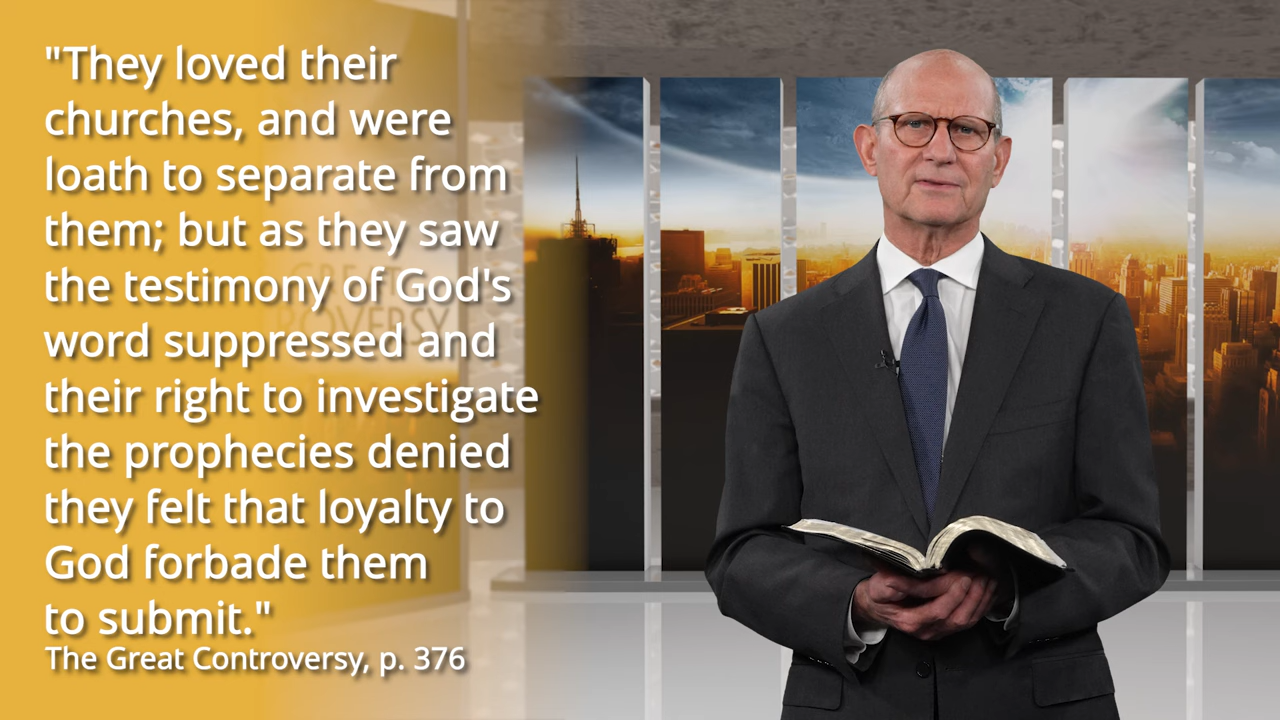 "They loved their
churches, and were
loath to separate from
them; but as they saw
the testimony of God's
word suppressed and
their right to investigate
the prophecies denied
they felt that loyalty to
God forbade them
to submit."
The Great Controversy, p. 376